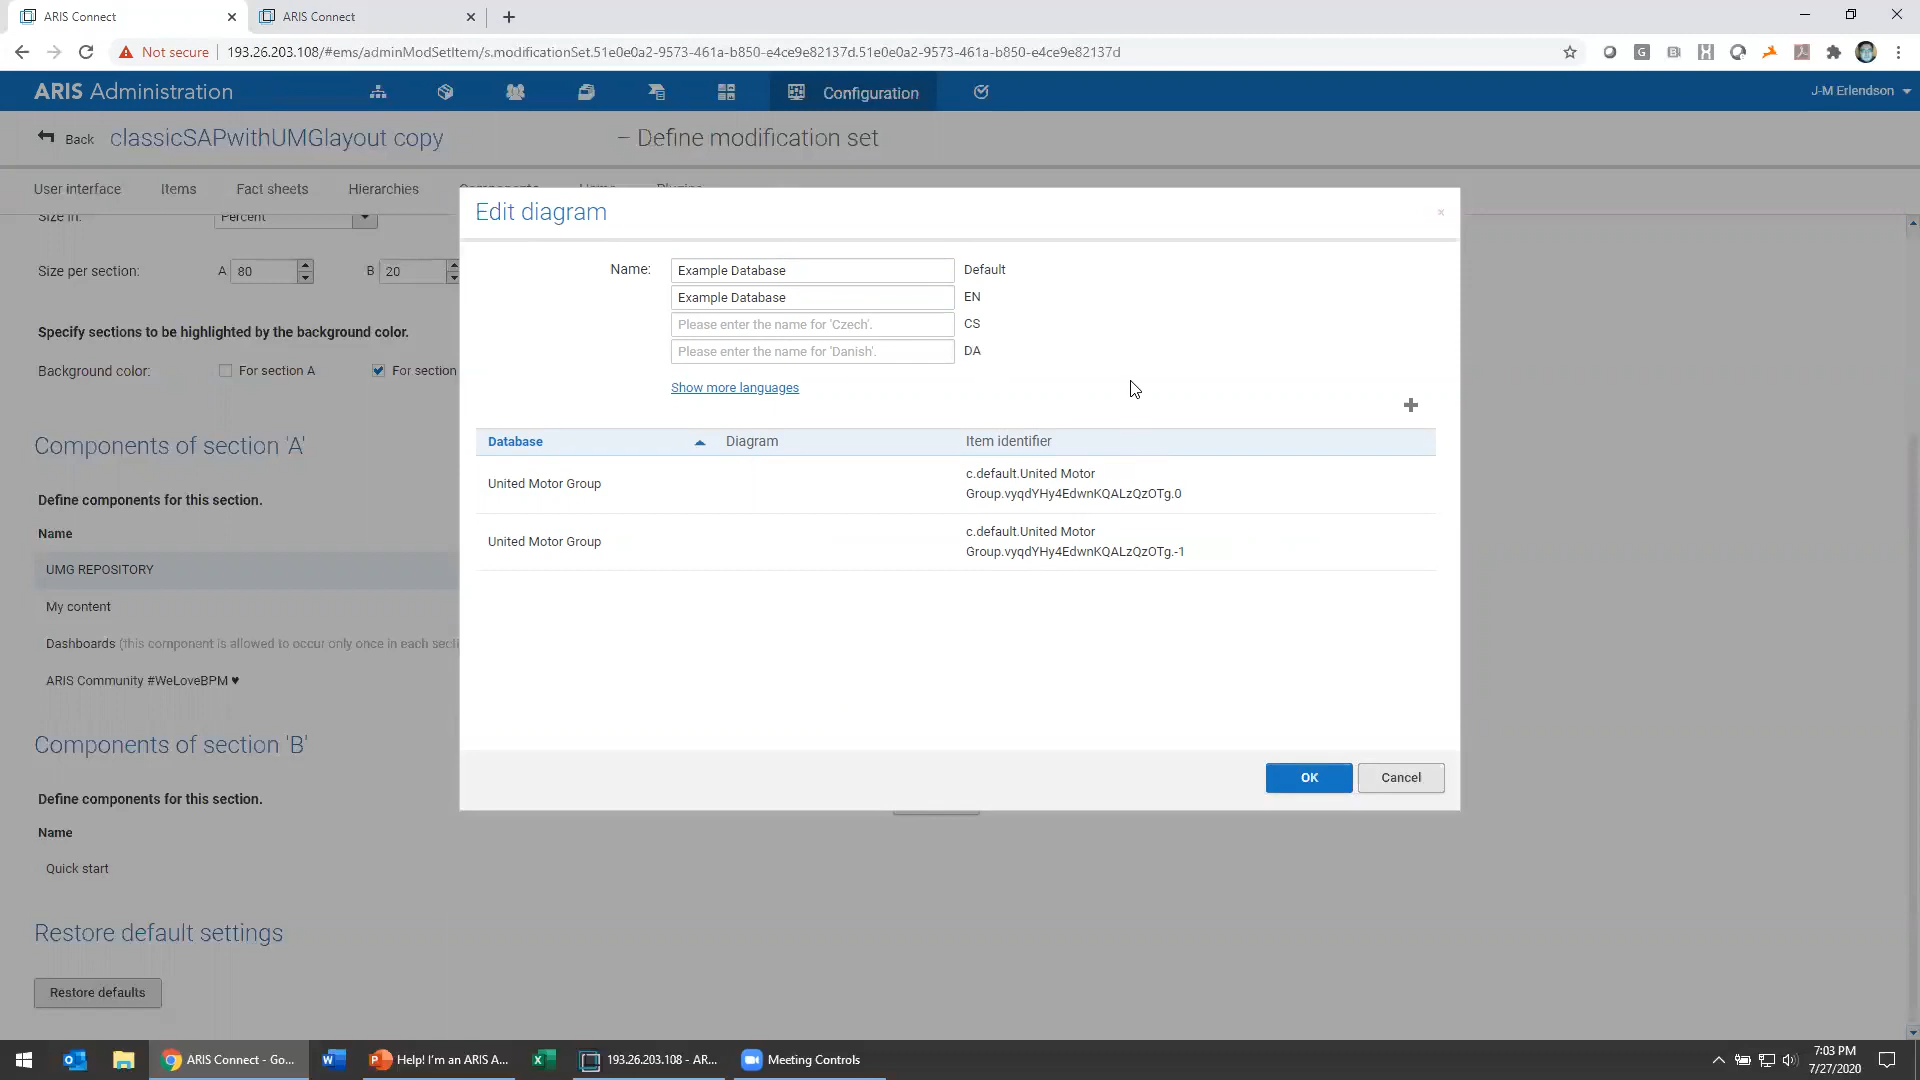 ARIS Connect
ARIS Connect
Not secure
193.26.203.108/#ems/adminModSetItem/s.modificationSet.51e0e0a2-9573-461a-b850-e4ce9e82137d.51e0e0a2-9573-461a-b850-e4ce9e82137d
ARIS Administration
Configuration
J-M Erlendson
Back
classicSAPwithUMGlayout copy
– Define modification set
User interface
Items
Fact sheets
Hierarchies
Edit diagram
Size in:
Percent
Name:
Example Database
Default
Size per section:
A
80
B
20
Example Database
EN
Please enter the name for 'Czech'.
CS
Specify sections to be highlighted by the background color.
Please enter the name for 'Danish'.
DA
Background color:
For section A
For section
Show more languages
Database
Diagram
Item identifier
Components of section 'A'
United Motor Group
c.default.United Motor
Group.vyqdYHy4EdwnKQALzQzOTg.0
Define components for this section.
Name
United Motor Group
c.default.United Motor
Group.vyqdYHy4EdwnKQALzQzOTg.-1
UMG REPOSITORY
My content
Dashboards (this component is allowed to occur only once in each secti
ARIS Community #WeLoveBPM ♥
Components of section 'B'
OK
Cancel
Define components for this section.
Name
Quick start
Restore default settings
Restore defaults
ARIS Connect - Go...
Help! I'm an ARIS A...
193.26.203.108 - AR...
Meeting Controls
7:03 PM
7/27/2020